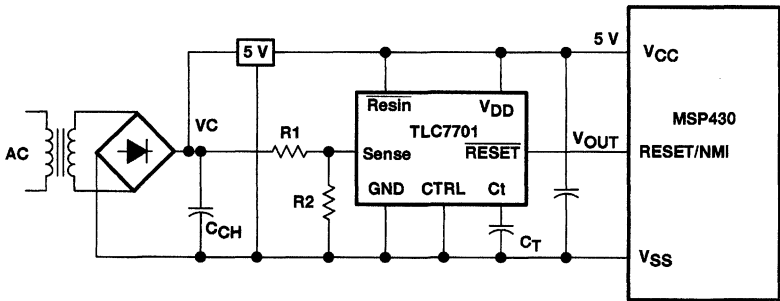 5 V
5 V
VCC
Resin
VDD
TLC7701
MSP430
AC
VC
R1
Sense
RESET
VOUT
RESET/NMI
R2
GND CTRL Ct
CCH
CT
VSS